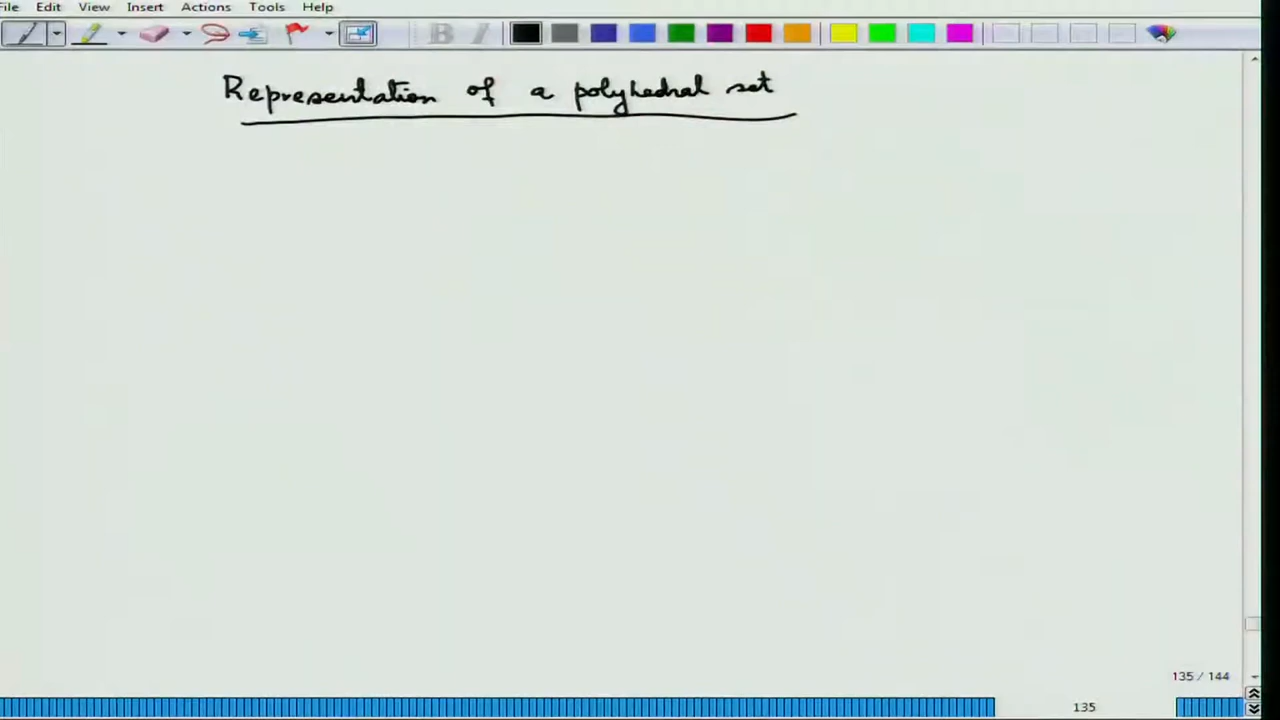 File Edit View Insert Actions Tools Help
B I
Representation of a polyhedral set
135 / 144
135